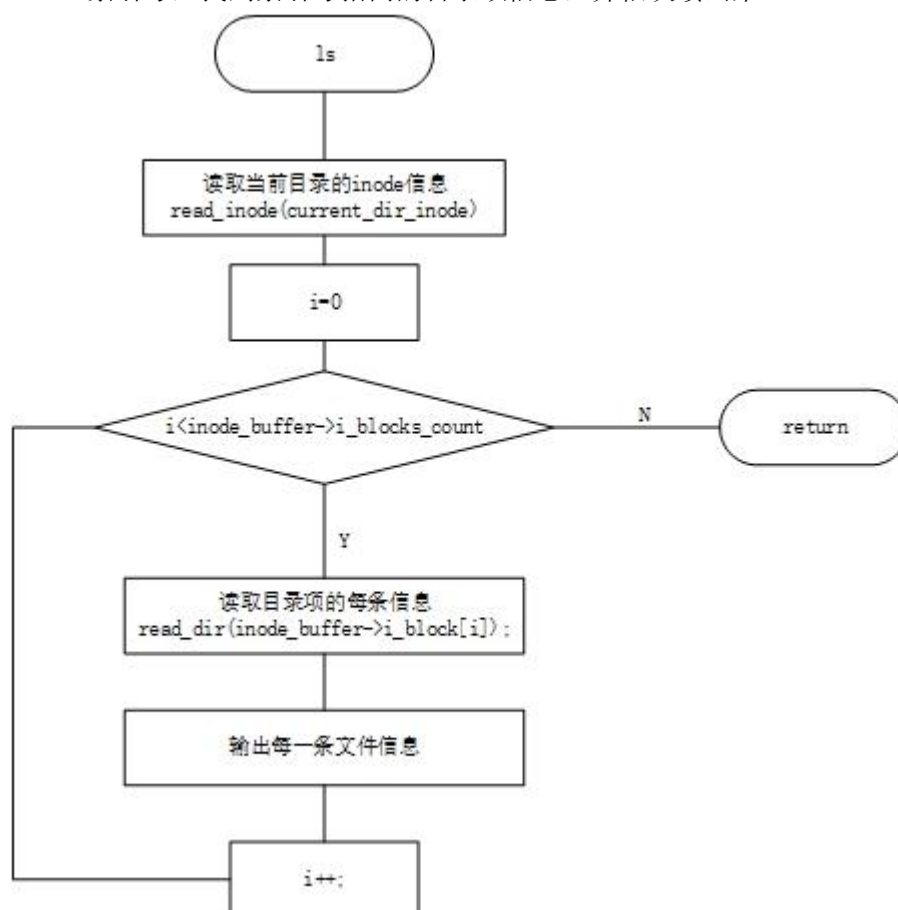 ls
读取当前目录的inode信息
read_inode(current_dir_inode)
i=0
i<inode_buffer->i_blocks_count
N
return
Y
读取目录项的每条信息
read_dir(inode_buffer->i_block[i]);
输出每一条文件信息
i++;